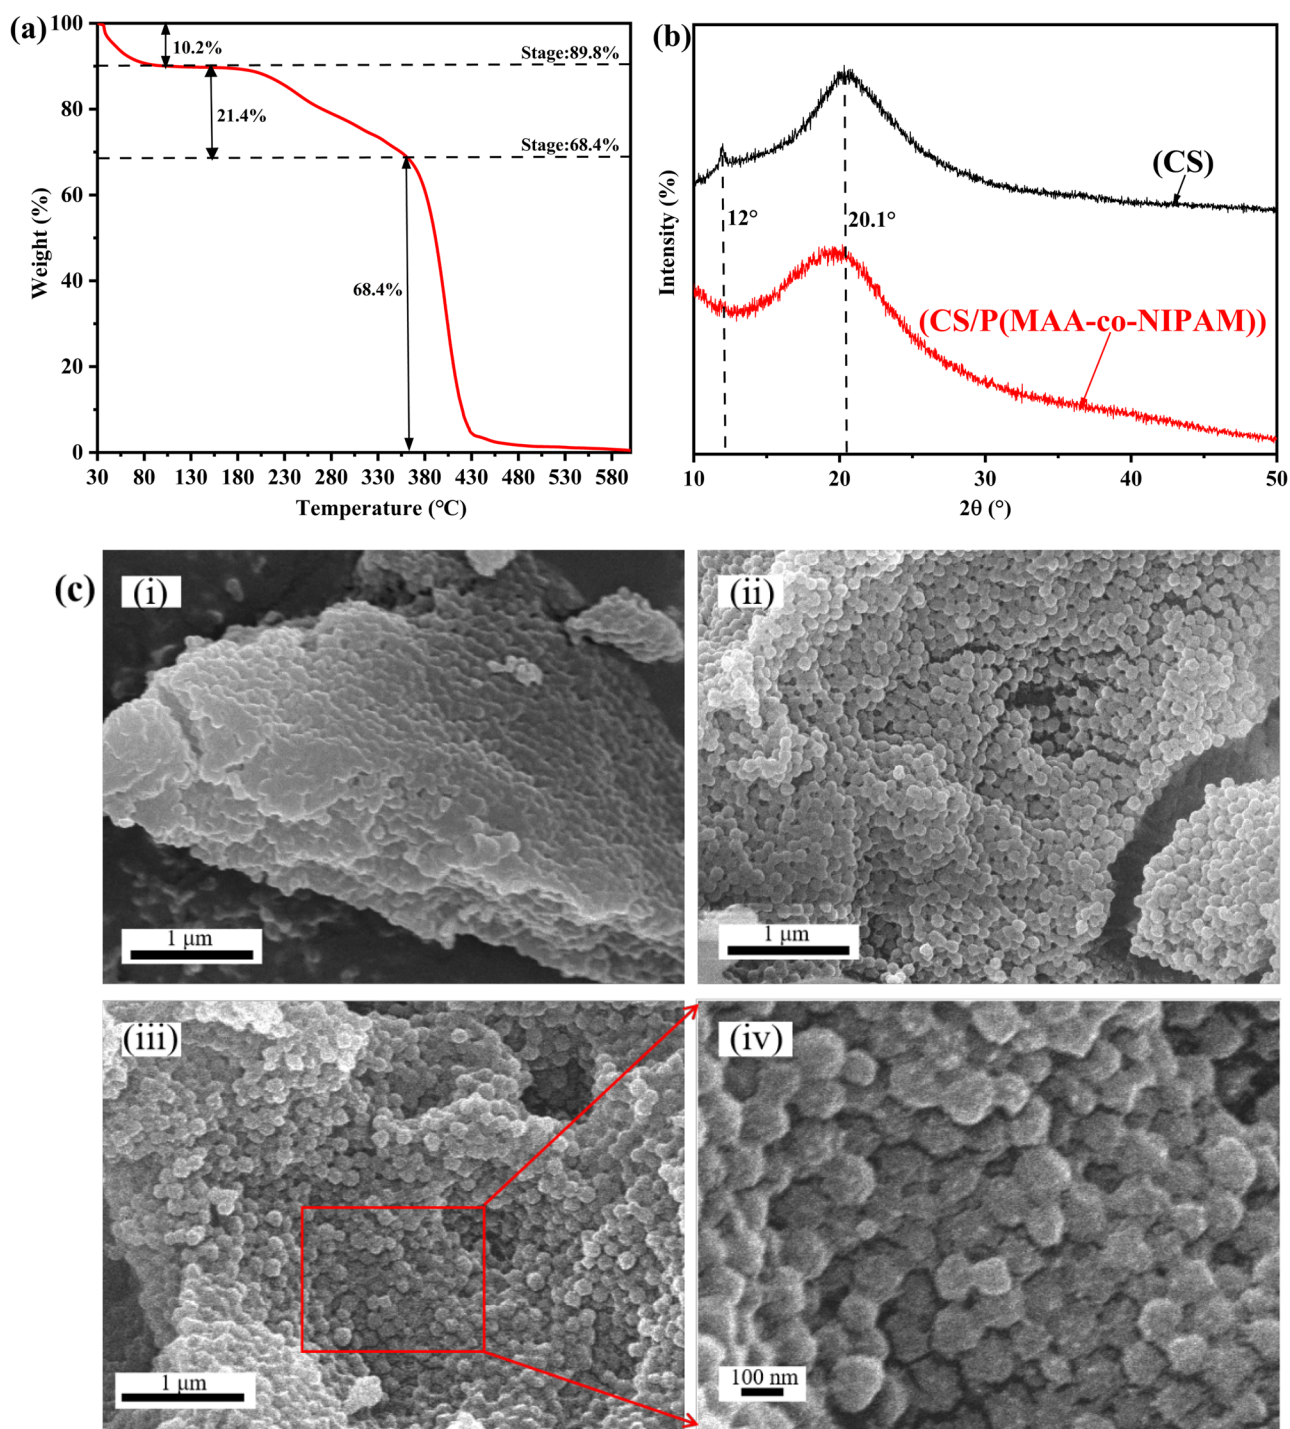 (a)
100
80
60
40
20
0
Weight (%)
10.2%
Stage:89.8%
21.4%
Stage:68.4%
68.4%
30 80 130 180 230 280 330 380 430 480 530 580
Temperature (°C)
(b)
Intensity (%)
(CS)
12°
20.1°
(CS/P(MAA-co-NIPAM))
10 20 30 40 50
2θ (°)
(c)
(i)
1 μm
(ii)
1 μm
(iii)
1 μm
(iv)
100 nm